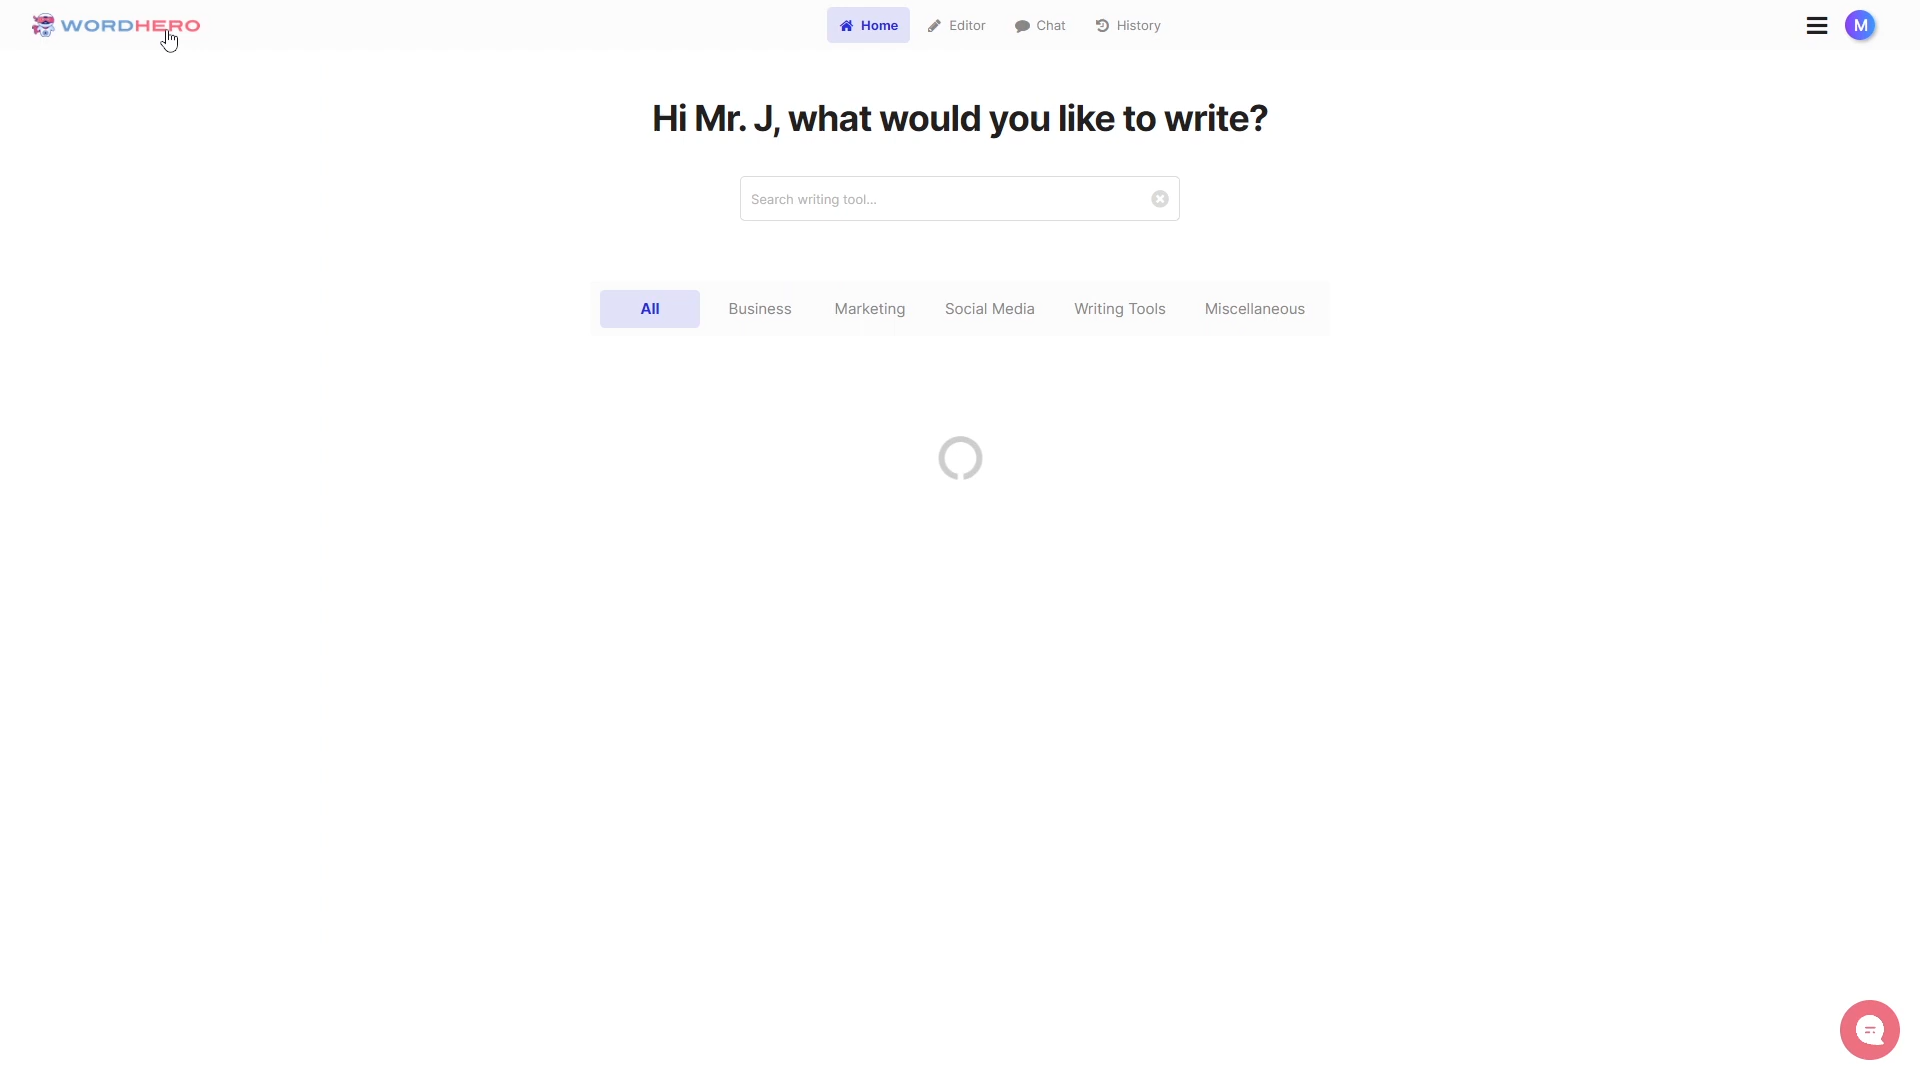 WORDHERO
Home
Editor
Chat
History
M
Hi Mr. J, what would you like to write?
Search writing tool...
All
Business
Marketing
Social Media
Writing Tools
Miscellaneous